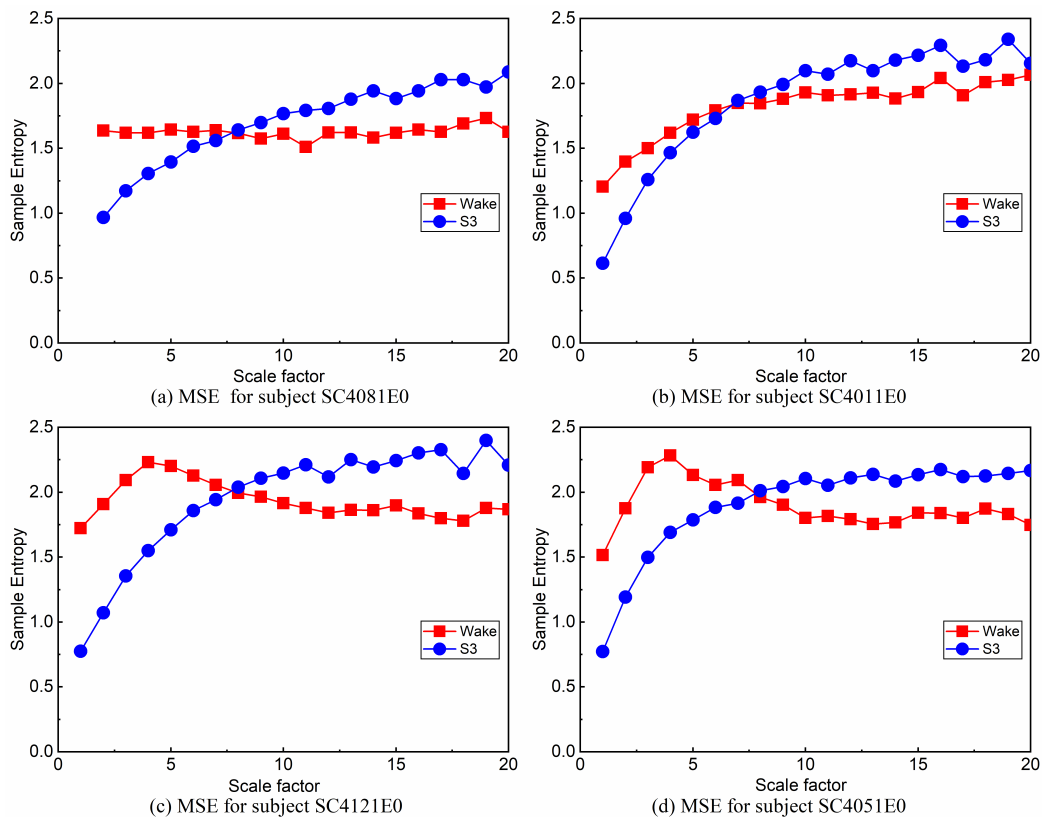 2.5
2.0
1.5
1.0
0.5
0.0
Sample Entropy
Wake
S3
0 5 10 15 20
Scale factor
(a) MSE for subject SC4081E0
2.5
2.0
1.5
1.0
0.5
0.0
Sample Entropy
Wake
S3
0 5 10 15 20
Scale factor
(b) MSE for subject SC4011E0
2.5
2.0
1.5
1.0
0.5
0.0
Sample Entropy
Wake
S3
0 5 10 15 20
Scale factor
(c) MSE for subject SC4121E0
2.5
2.0
1.5
1.0
0.5
0.0
Sample Entropy
Wake
S3
0 5 10 15 20
Scale factor
(d) MSE for subject SC4051E0